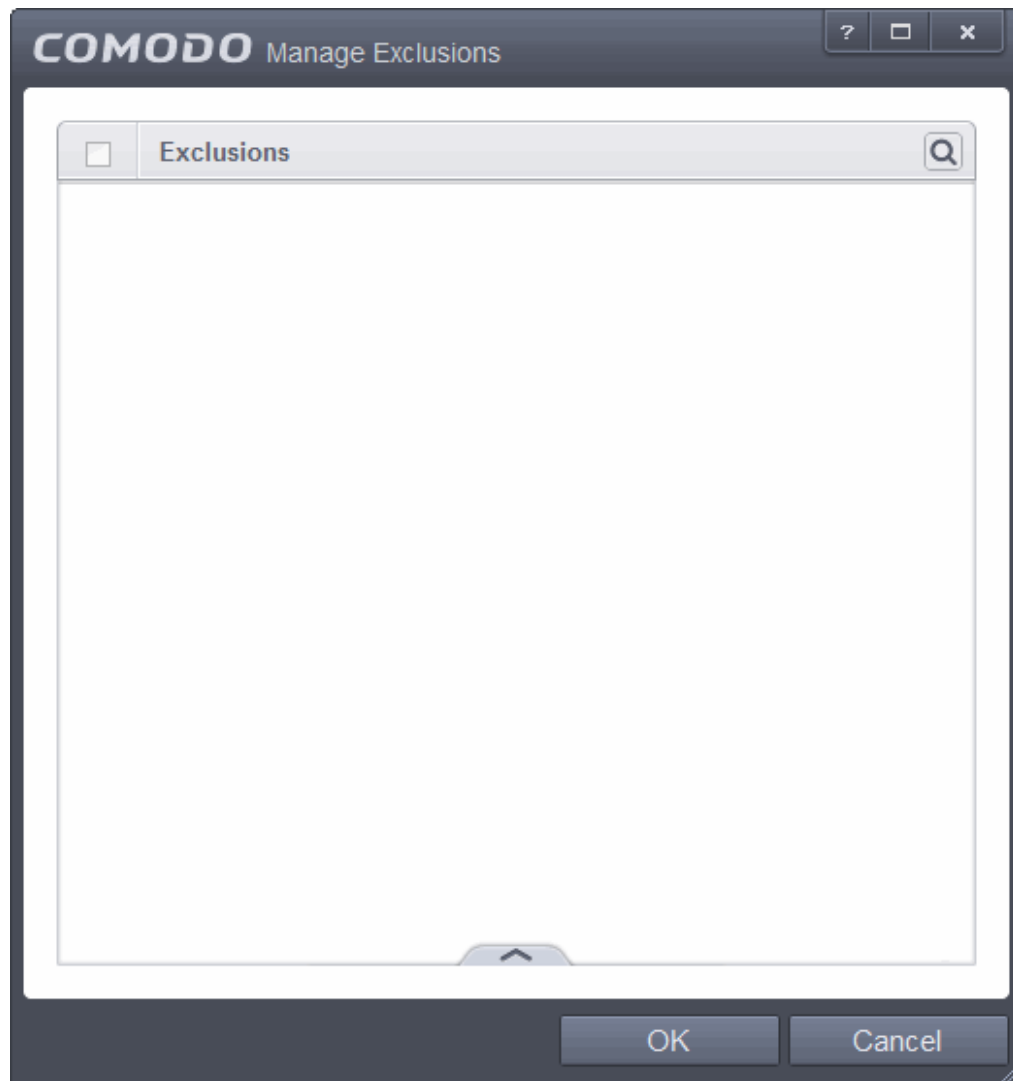 COMODO Manage Exclusions
? x
Exclusions
OK
Cancel